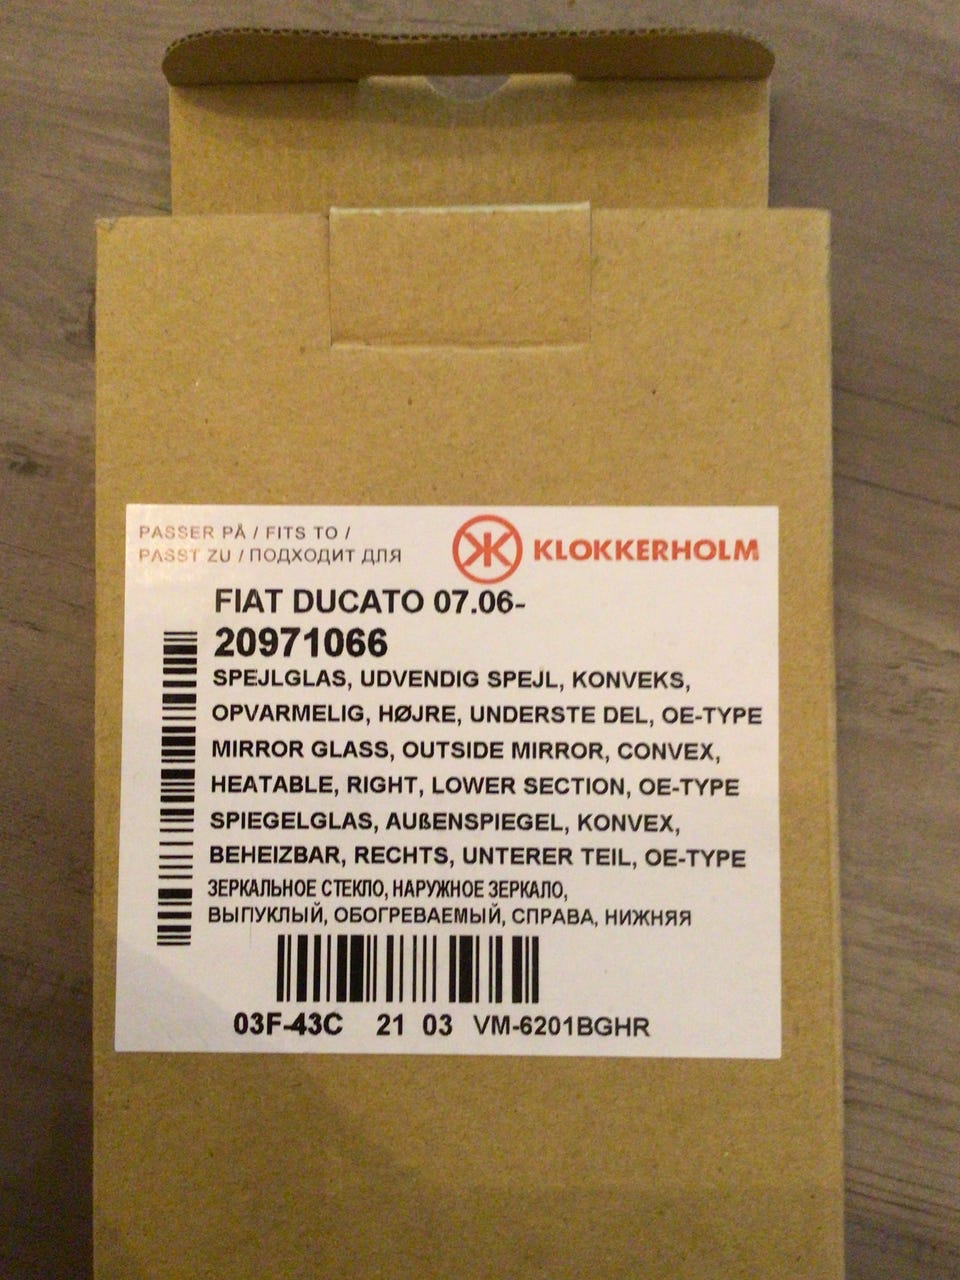 PASSER PÅ / FITS TO /
PASST ZU / ПОДХОДИТ ДЛЯ
KLOKKERHOLM
FIAT DUCATO 07.06-
20971066
SPEJLGLAS, UDVENDIG SPEJL, KONVEKS,
OPVARMELIG, HØJRE, UNDERSTE DEL, OE-TYPE
MIRROR GLASS, OUTSIDE MIRROR, CONVEX,
HEATABLE, RIGHT, LOWER SECTION, OE-TYPE
SPIEGELGLAS, AUßENSPIEGEL, KONVEX,
BEHEIZBAR, RECHTS, UNTERER TEIL, OE-TYPE
ЗЕРКАЛЬНОЕ СТЕКЛО, НАРУЖНОЕ ЗЕРКАЛО,
ВЫПУКЛЫЙ, ОБОГРЕВАЕМЫЙ, СПРАВА, НИЖНЯЯ
03F-43C 21 03 VM-6201BGHR